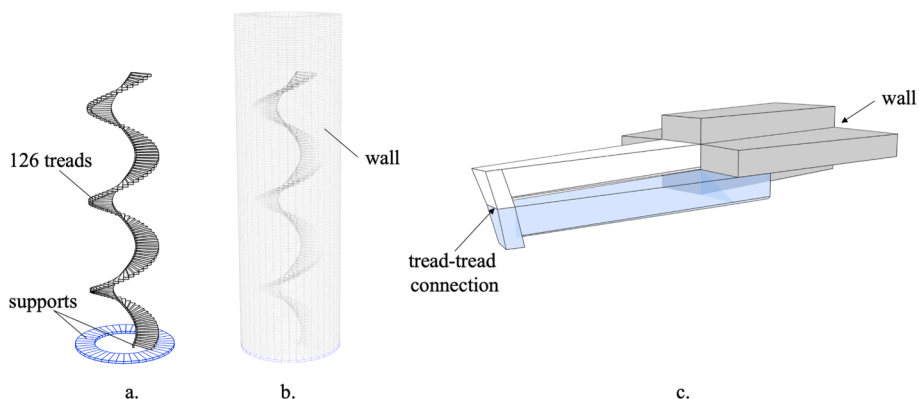 126 treads
supports
wall
wall
tread-tread
connection
a.
b.
c.